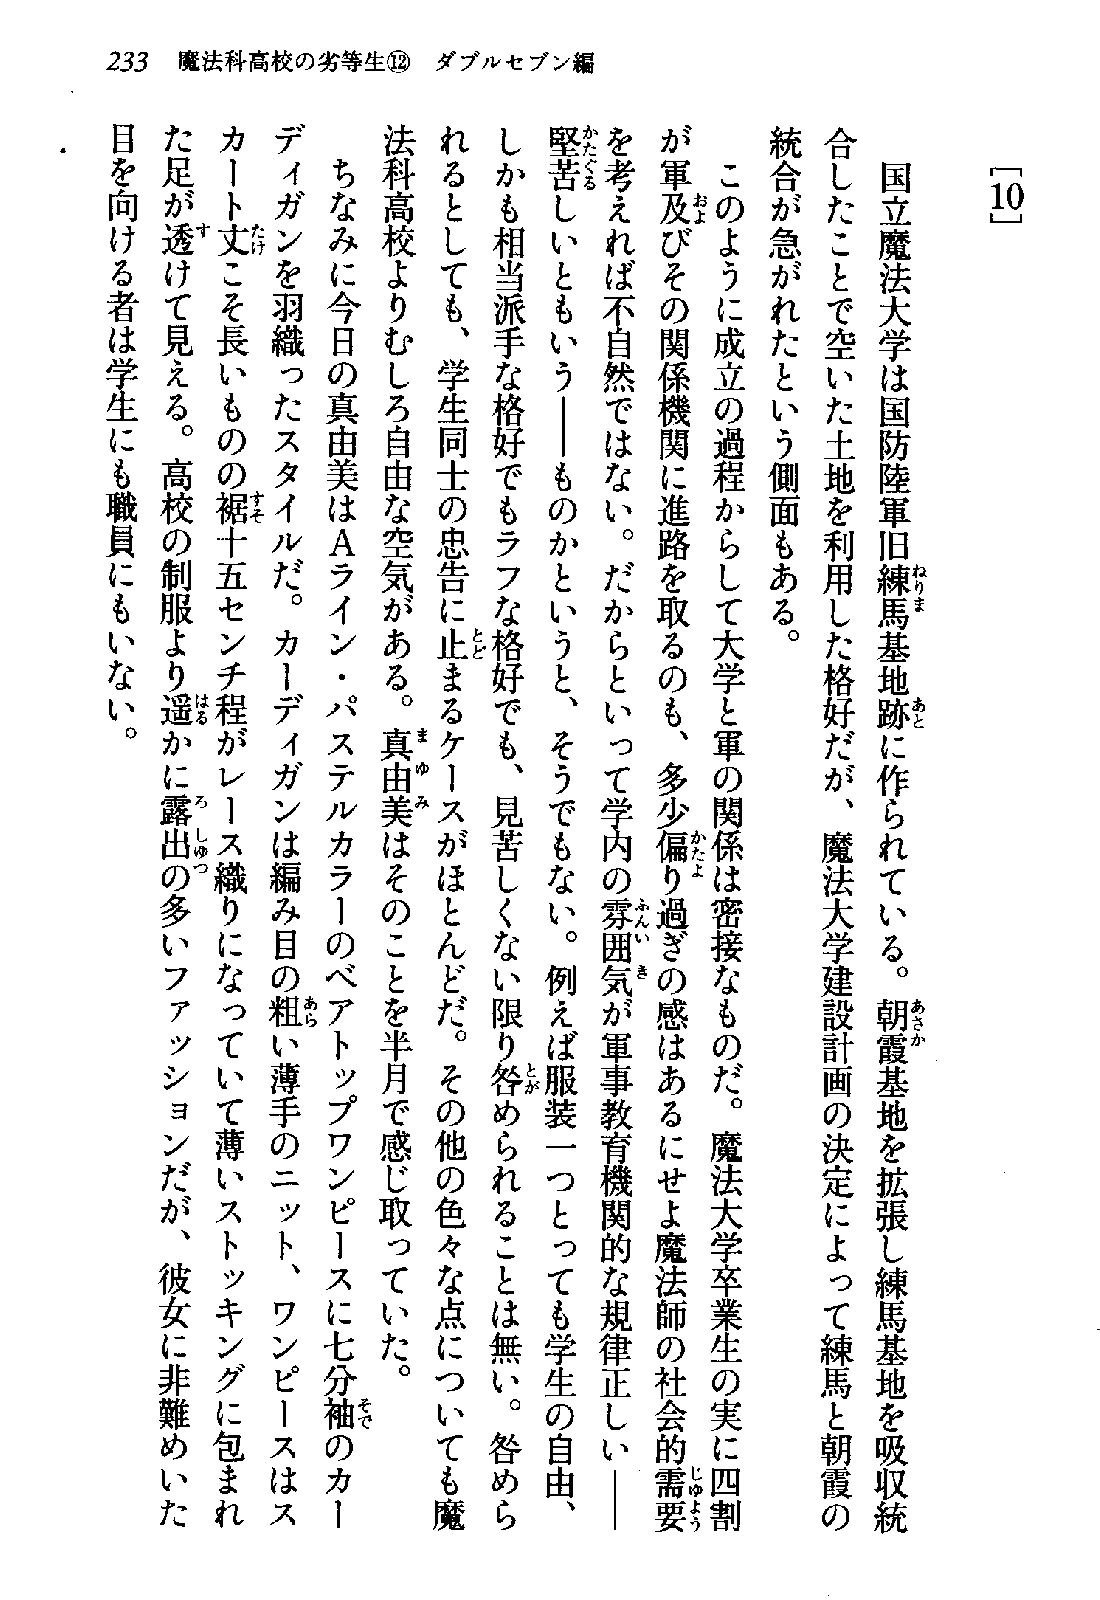 233 魔法科高校の劣等生⑫ ダブルセブン編
[10]
国立魔法大学は国防陸軍旧練馬基地跡に作られている。朝霞基地を拡張し練馬基地を吸収統
合したことで空いた土地を利用した格好だが、魔法大学建設計画の決定によって練馬と朝霞の
統合が急がれたという側面もある。
このように成立の過程からして大学と軍の関係は密接なものだ。魔法大学卒業生の実に四割
が軍及びその関係機関に進路を取るのも、多少偏り過ぎの感はあるにせよ魔法師の社会的需要
を考えれば不自然ではない。だからといって学内の雰囲気が軍事教育機関的な規律正しい――
堅苦しいともいう――ものかというと、そうでもない。例えば服装一つとっても学生の自由、
しかも相当派手な格好でもラフな格好でも、見苦しくない限り咎められることは無い。咎めら
れるとしても、学生同士の忠告に止まるケースがほとんどだ。その他の色々な点についても魔
法科高校よりむしろ自由な空気がある。真由美はそのことを半月で感じ取っていた。
ちなみに今日の真由美はAライン・パステルカラーのベアトップワンピースに七分袖のカー
ディガンを羽織ったスタイルだ。カーディガンは編み目の粗い薄手のニット、ワンピースはス
カート丈こそ長いものの裾十五センチ程がレース織りになっていて薄いストッキングに包まれ
た足が透けて見える。高校の制服より遥かに露出の多いファッションだが、彼女に非難めいた
目を向ける者は学生にも職員にもいない。